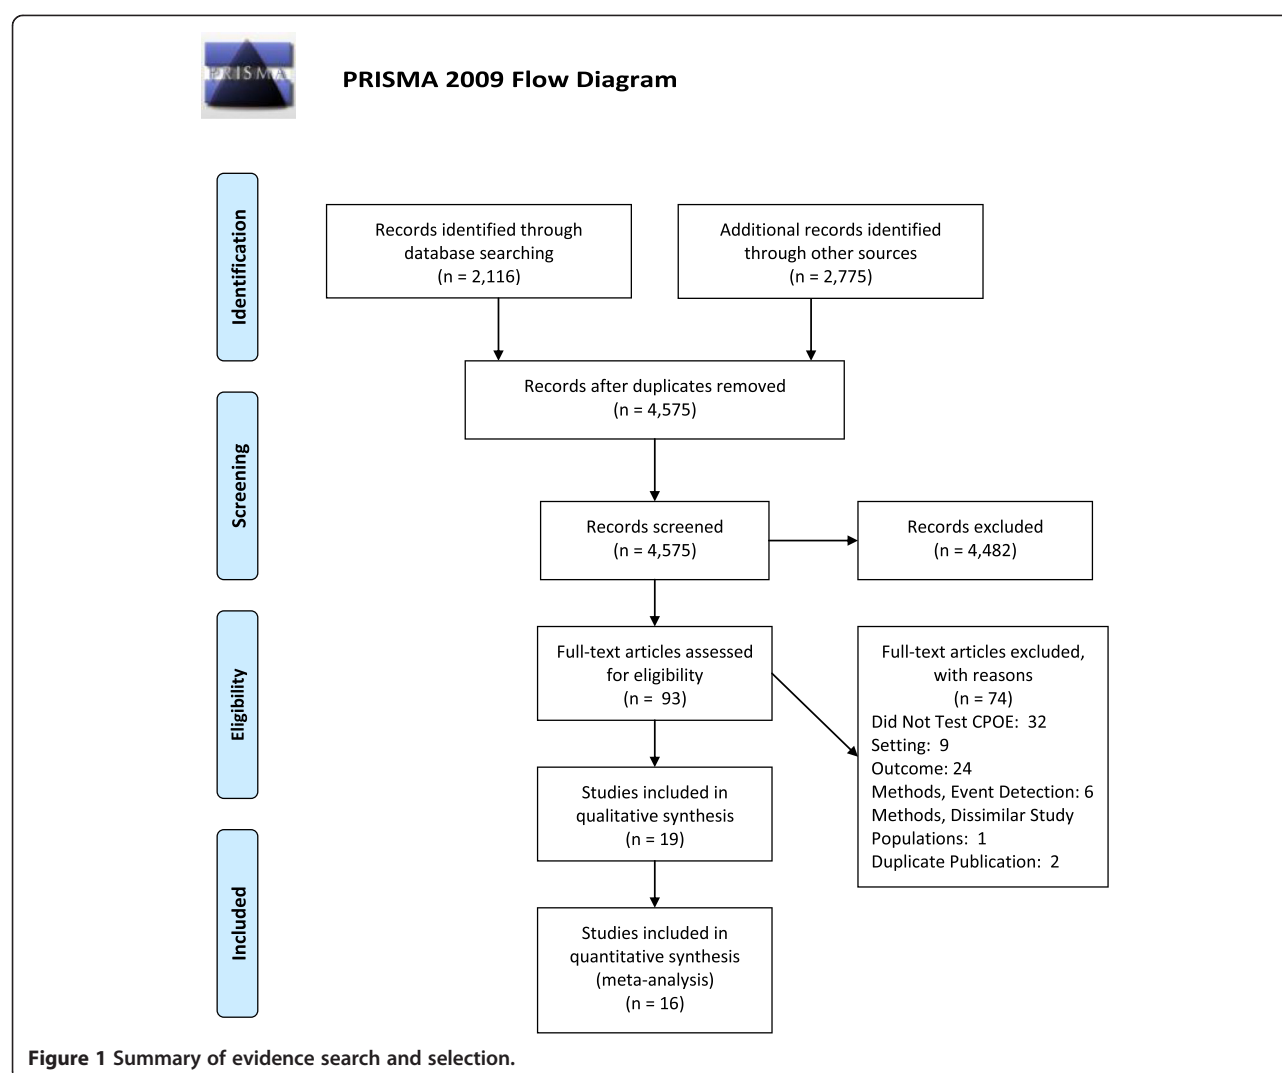 PRISMA
PRISMA 2009 Flow Diagram
Identification
Records identified through
database searching
(n = 2,116)
Additional records identified
through other sources
(n = 2,775)
Records after duplicates removed
(n = 4,575)
Screening
Records screened
(n = 4,575)
Records excluded
(n = 4,482)
Eligibility
Full-text articles assessed
for eligibility
(n = 93)
Full-text articles excluded,
with reasons
(n = 74)
Did Not Test CPOE: 32
Setting: 9
Outcome: 24
Methods, Event Detection: 6
Methods, Dissimilar Study
Populations: 1
Duplicate Publication: 2
Studies included in
qualitative synthesis
(n = 19)
Included
Studies included in
quantitative synthesis
(meta-analysis)
(n = 16)
Figure 1 Summary of evidence search and selection.